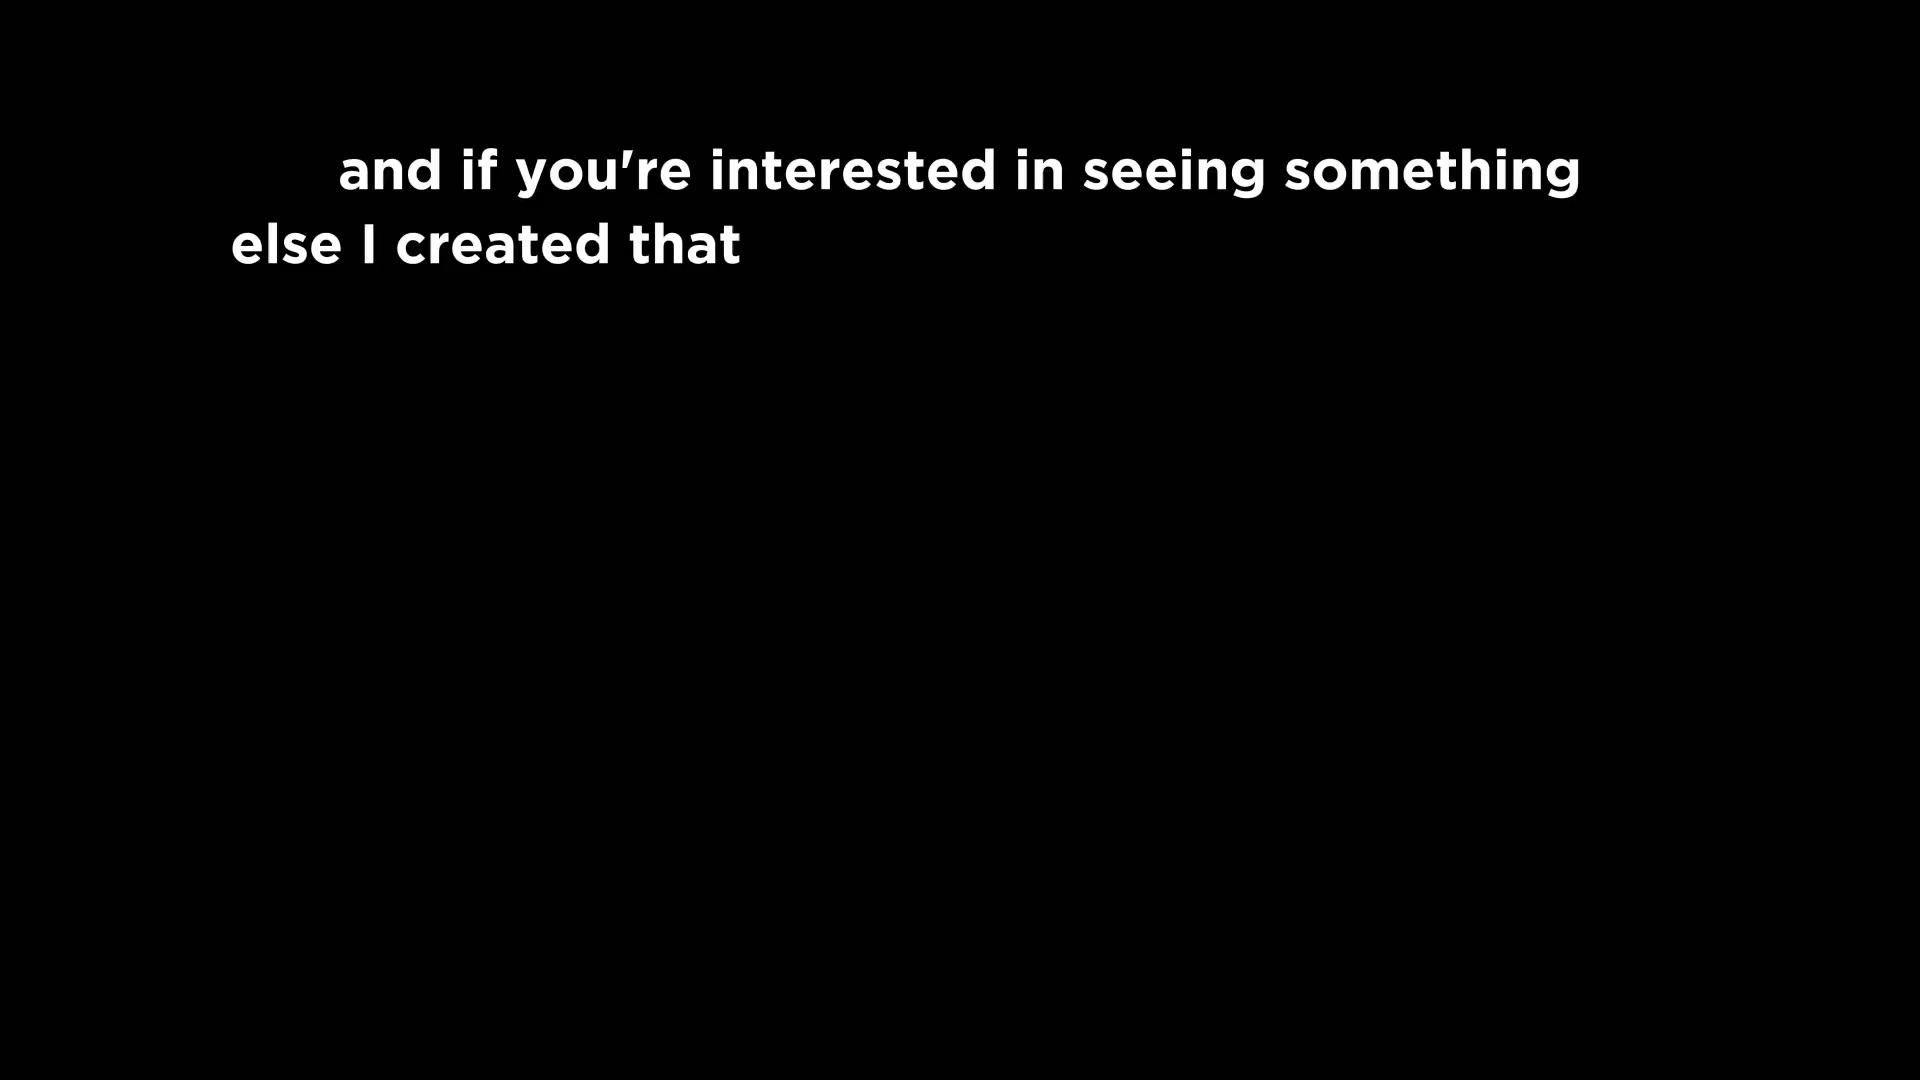 and if you're interested in seeing something
else I created that